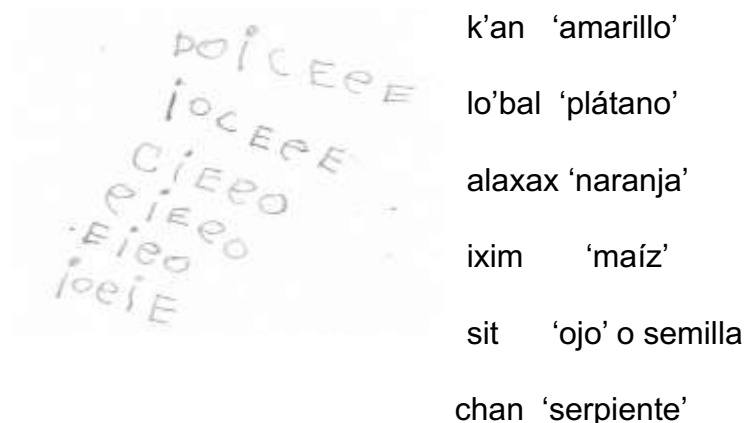 POiCEeE
ioCEeE
CiEeO
eiEeO
Eieo
ioeiE
k’an ‘amarillo’
lo’bal ‘plátano’
alaxax ‘naranja’
ixim ‘maíz’
sit ‘ojo’ o semilla
chan ‘serpiente’